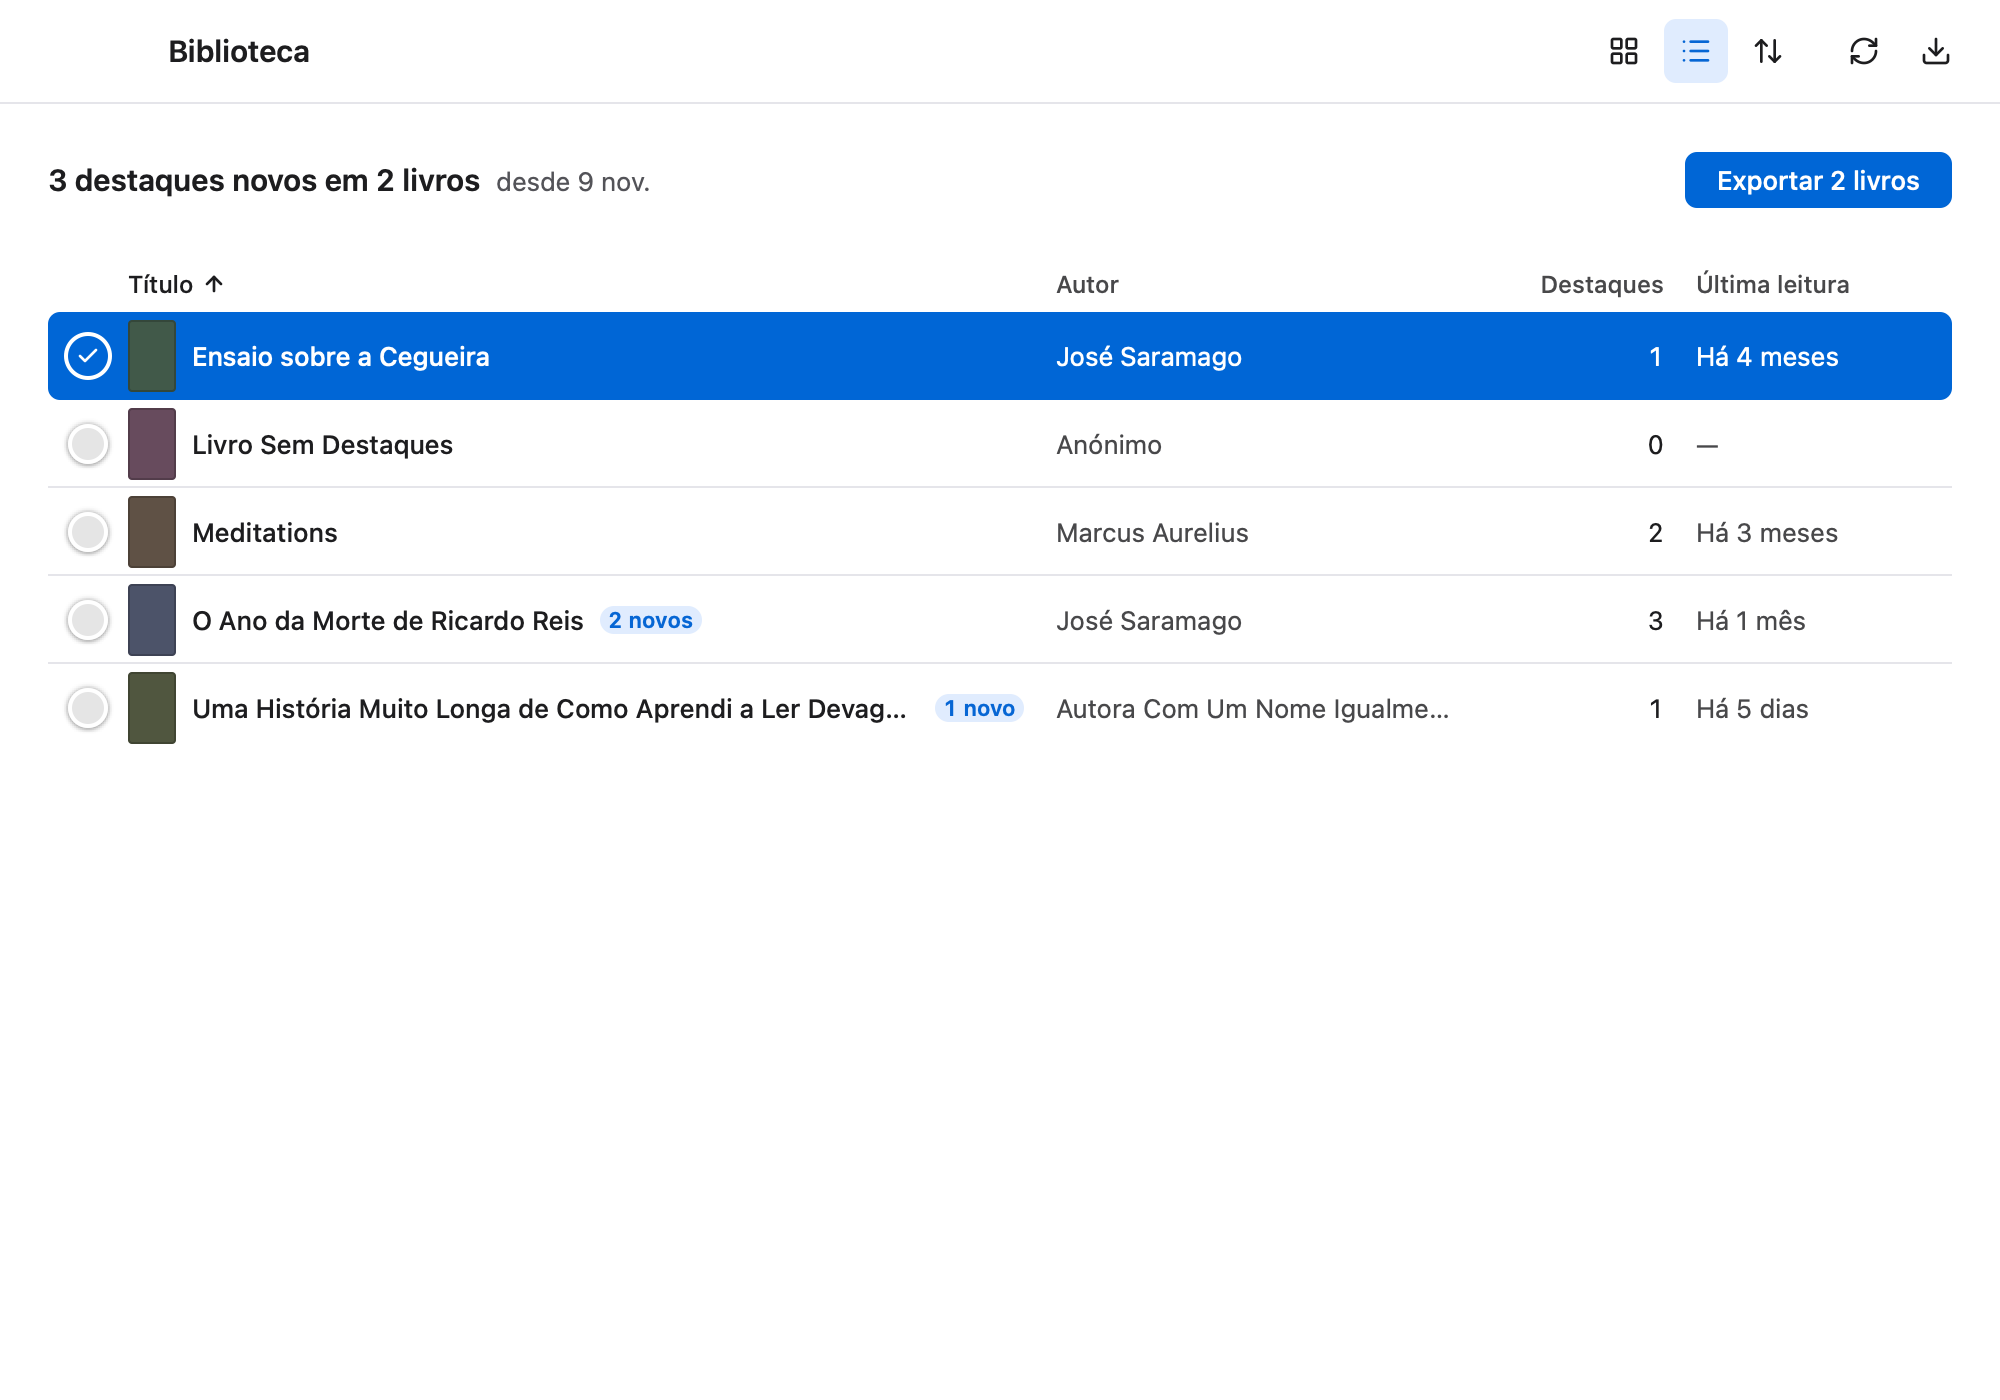 Biblioteca
3 destaques novos em 2 livros desde 9 nov.
Exportar 2 livros
Título Autor Destaques Última leitura
Ensaio sobre a Cegueira José Saramago 1 Há 4 meses
Livro Sem Destaques Anónimo 0 —
Meditations Marcus Aurelius 2 Há 3 meses
O Ano da Morte de Ricardo Reis 2 novos José Saramago 3 Há 1 mês
Uma História Muito Longa de Como Aprendi a Ler Devag... 1 novo Autora Com Um Nome Igualme... 1 Há 5 dias